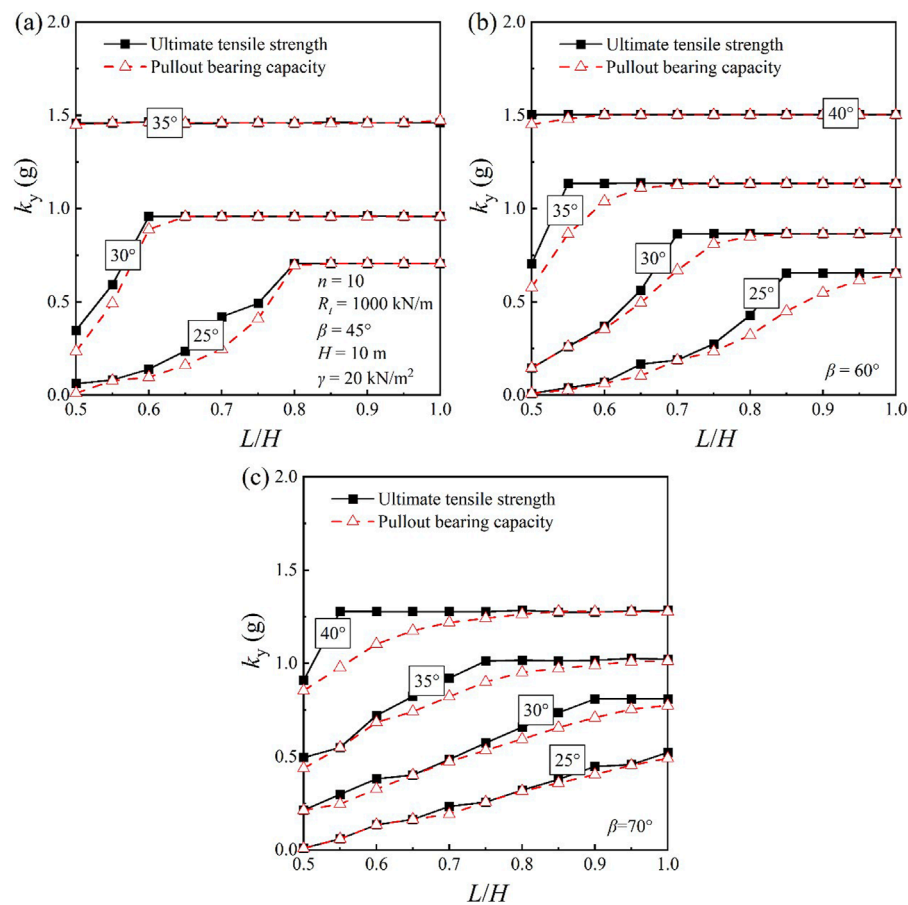 (a)
2.0
1.5
1.0
0.5
0.0
k_y (g)
Ultimate tensile strength
Pullout bearing capacity
35°
30°
25°
n = 10
R_t = 1000 kN/m
β = 45°
H = 10 m
γ = 20 kN/m²
0.5 0.6 0.7 0.8 0.9 1.0
L/H
(b)
2.0
1.5
1.0
0.5
0.0
k_y (g)
Ultimate tensile strength
Pullout bearing capacity
40°
35°
30°
25°
β = 60°
0.5 0.6 0.7 0.8 0.9 1.0
L/H
(c)
2.0
1.5
1.0
0.5
0.0
k_y (g)
Ultimate tensile strength
Pullout bearing capacity
40°
35°
30°
25°
β=70°
0.5 0.6 0.7 0.8 0.9 1.0
L/H